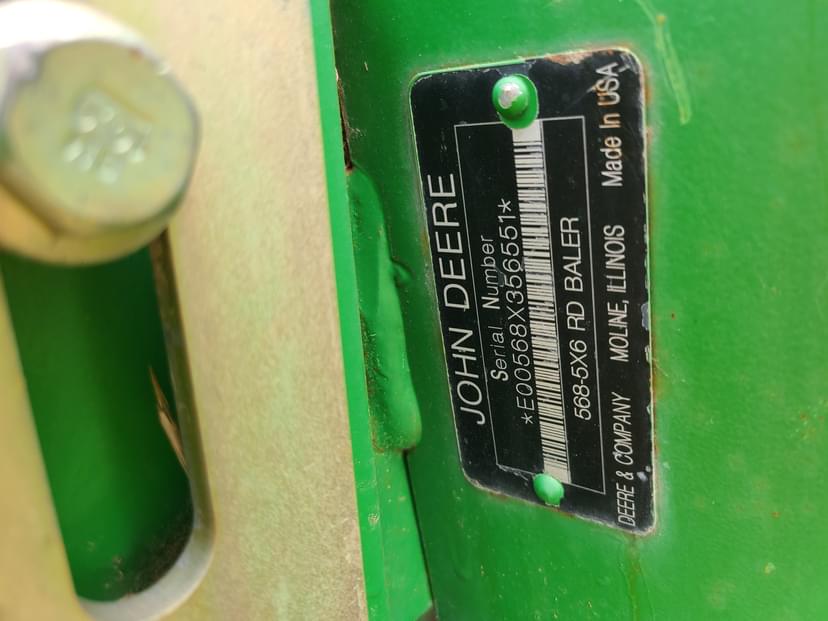 JOHN DEERE
Serial Number
*E00568X356551*
568-5X6 RD BALER
DEERE & COMPANY MOLINE, ILLINOIS Made In USA